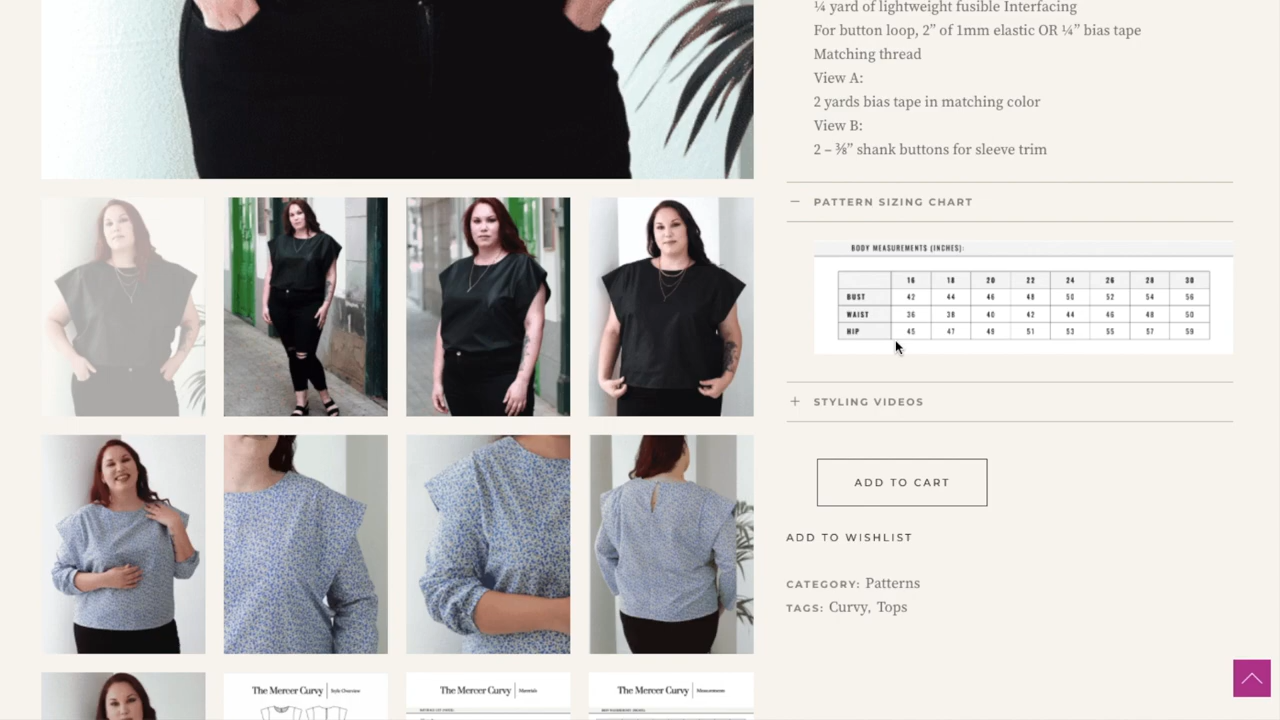 ¼ yard of lightweight fusible Interfacing
For button loop, 2” of 1mm elastic OR ¼” bias tape
Matching thread
View A:
2 yards bias tape in matching color
View B:
2 – ⅜” shank buttons for sleeve trim
− PATTERN SIZING CHART
BODY MEASUREMENTS (INCHES):
16 18 20 22 24 26 28 30
BUST 42 44 46 48 50 52 54 56
WAIST 36 38 40 42 44 46 48 50
HIP 45 47 49 51 53 55 57 59
+ STYLING VIDEOS
ADD TO CART
ADD TO WISHLIST
CATEGORY: Patterns
TAGS: Curvy, Tops
The Mercer Curvy | Style Overview
The Mercer Curvy | Materials
The Mercer Curvy | Measurements